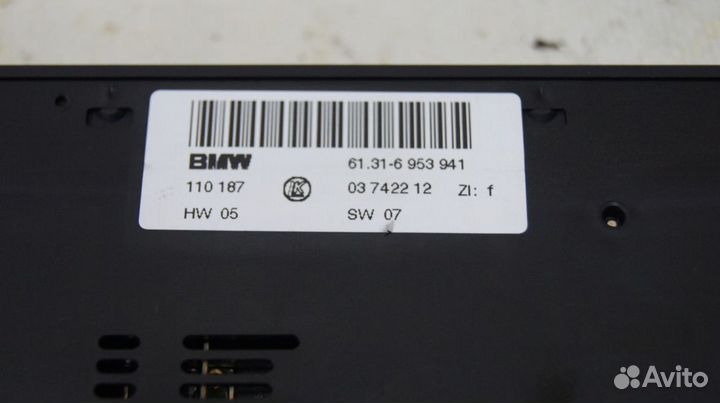 BMW 61.31-6 953 941
110 187 K 03 7422 12 ZI: f
HW 05 SW 07
Avito